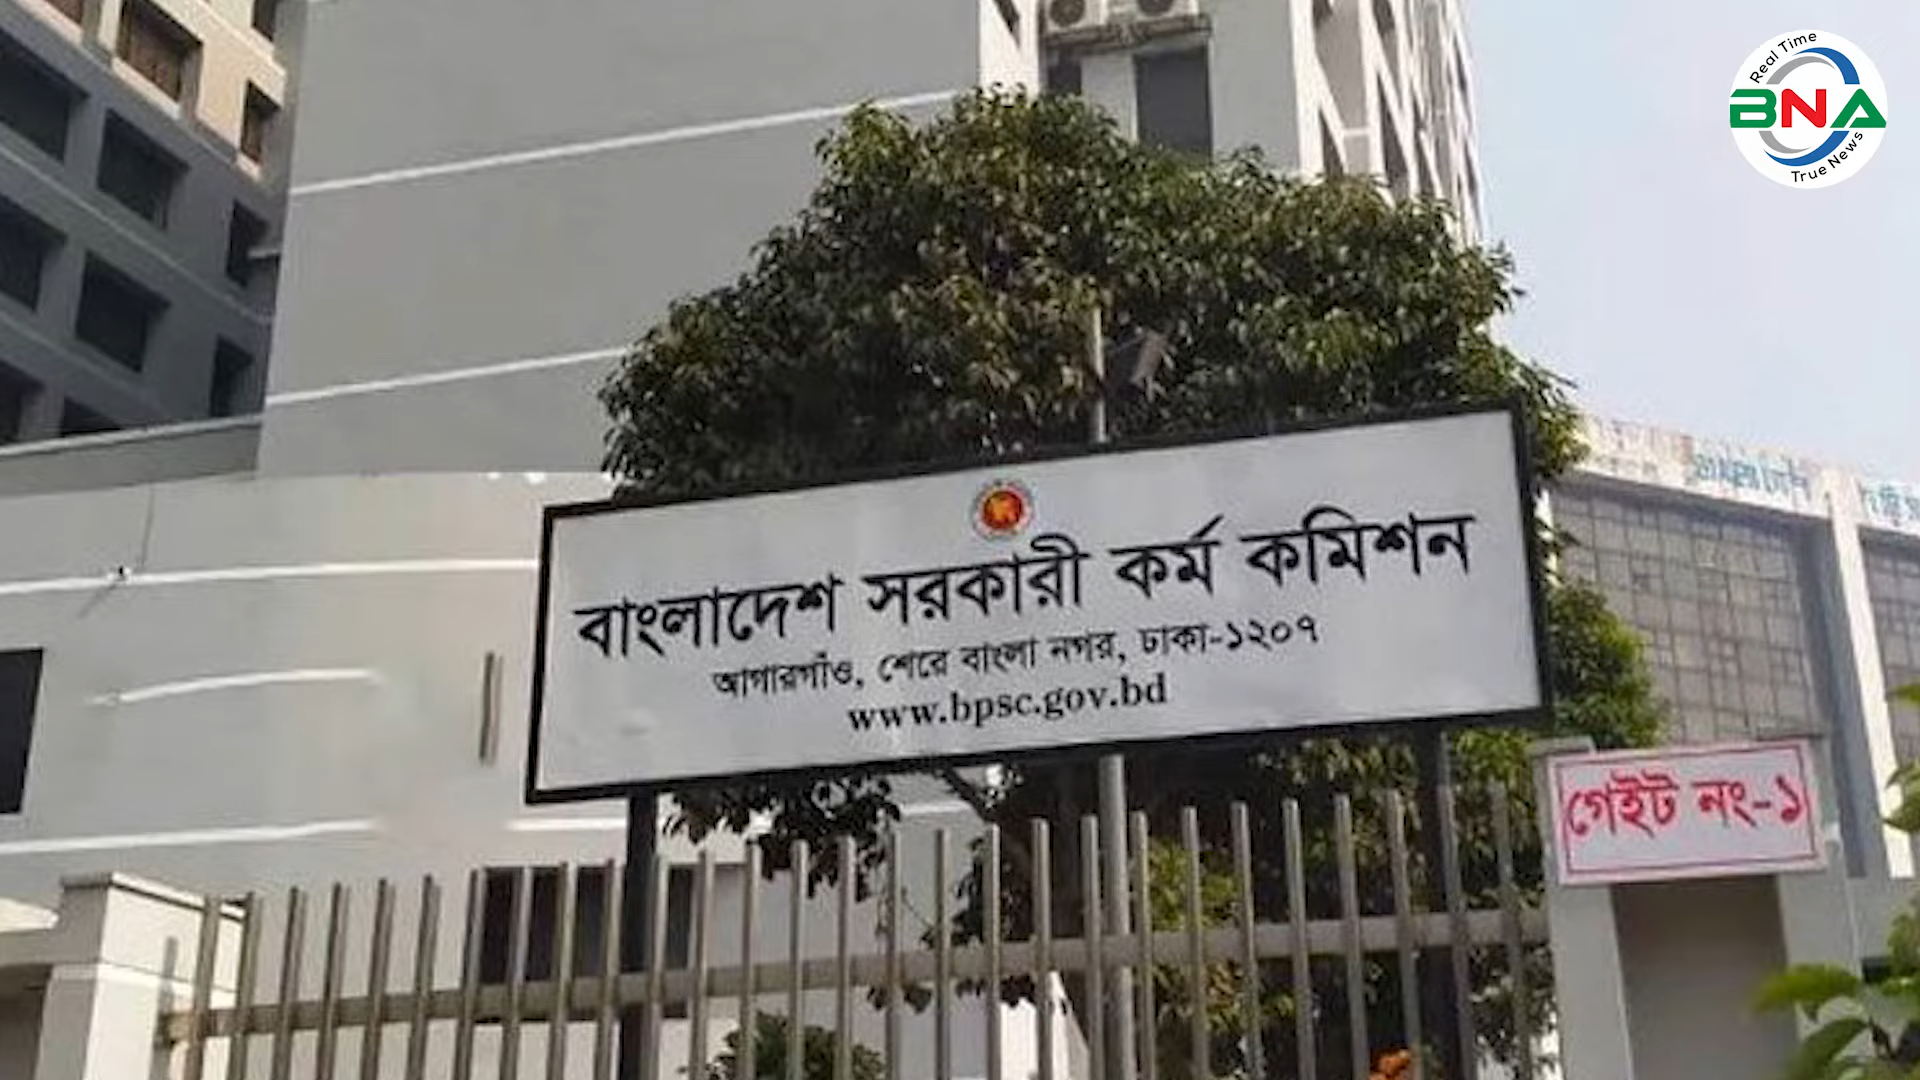 Real Time
BNA
True News
বাংলাদেশ সরকারী কর্ম কমিশন
আগারগাঁও, শেরে বাংলা নগর, ঢাকা-১২০৭
www.bpsc.gov.bd
গেইট নং-১